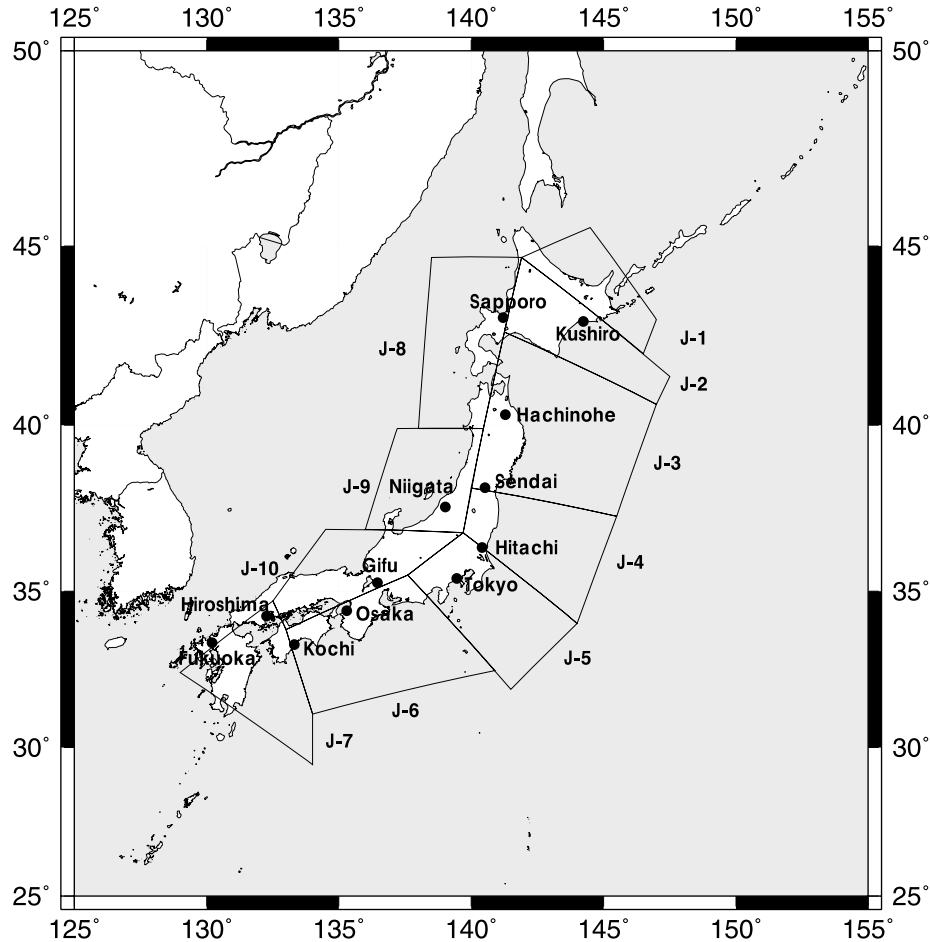 125° 130° 135° 140° 145° 150° 155°
50° 50°
45° 45°
Sapporo
Kushiro
J-1
J-8
J-2
40° 40°
Hachinohe
J-3
Sendai
Niigata
J-9
Hitachi
Gifu
J-10
J-4
Tokyo
35° 35°
Hiroshima
Osaka
Kochi
Fukuoka
J-5
J-6
J-7
30° 30°
25° 25°
125° 130° 135° 140° 145° 150° 155°